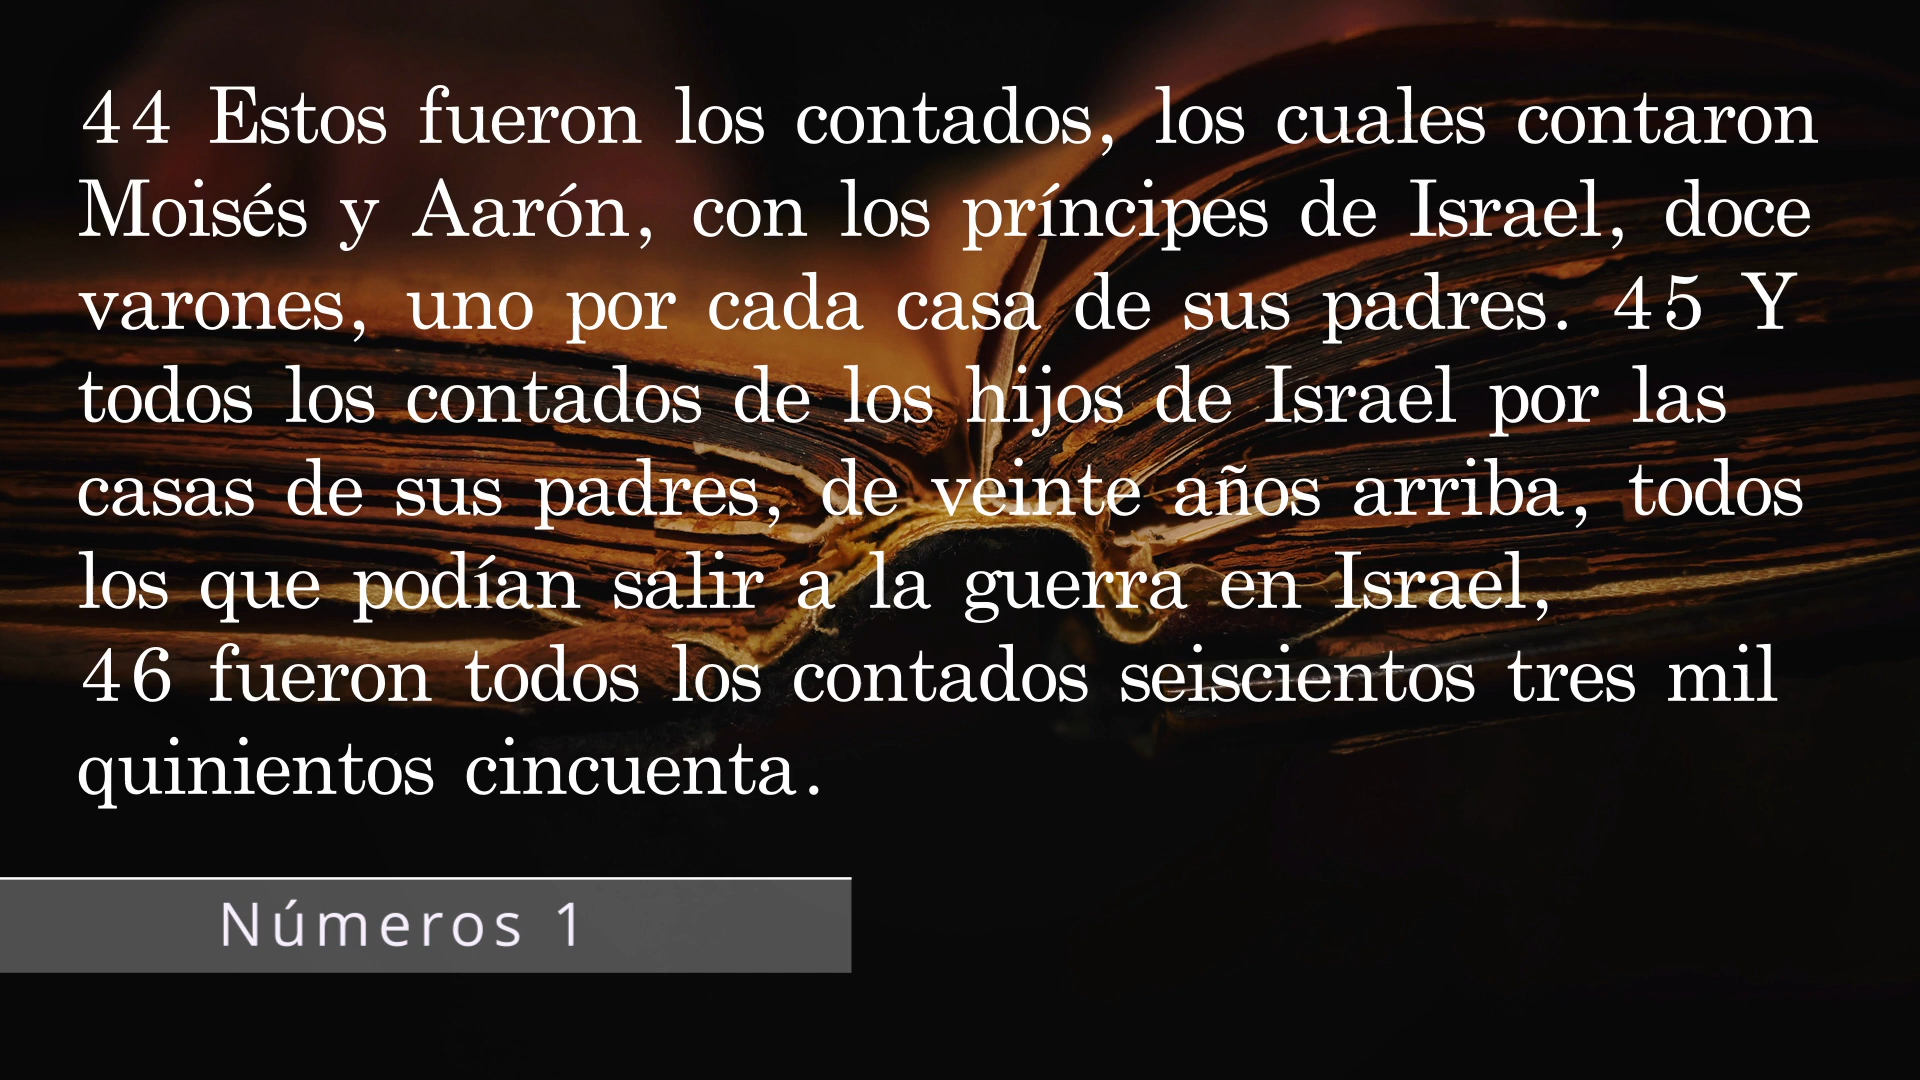 44 Estos fueron los contados, los cuales contaron
Moisés y Aarón, con los príncipes de Israel, doce
varones, uno por cada casa de sus padres. 45 Y
todos los contados de los hijos de Israel por las
casas de sus padres, de veinte años arriba, todos
los que podían salir a la guerra en Israel,
46 fueron todos los contados seiscientos tres mil
quinientos cincuenta.
Números 1